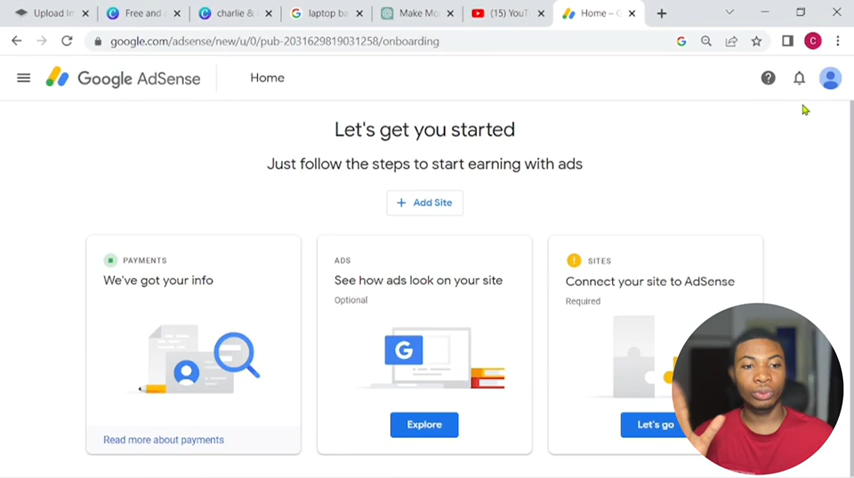 Upload In
Free and
charlie &
laptop ba
Make Mo
(15) YouT
Home – G
google.com/adsense/new/u/0/pub-2031629819031258/onboarding
C
Google AdSense
Home
Let's get you started
Just follow the steps to start earning with ads
+ Add Site
PAYMENTS
We've got your info
Read more about payments
ADS
See how ads look on your site
Optional
G
Explore
SITES
Connect your site to AdSense
Required
Let's go